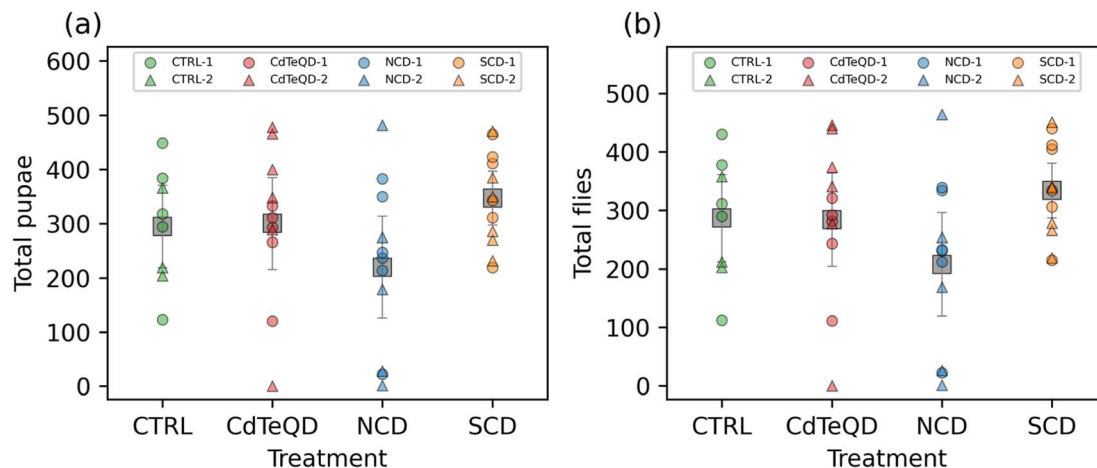 (a)
CTRL-1 CdTeQD-1 NCD-1 SCD-1
CTRL-2 CdTeQD-2 NCD-2 SCD-2
600
500
400
300
200
100
0
Total pupae
CTRL CdTeQD NCD SCD
Treatment
(b)
CTRL-1 CdTeQD-1 NCD-1 SCD-1
CTRL-2 CdTeQD-2 NCD-2 SCD-2
500
400
300
200
100
0
Total flies
CTRL CdTeQD NCD SCD
Treatment